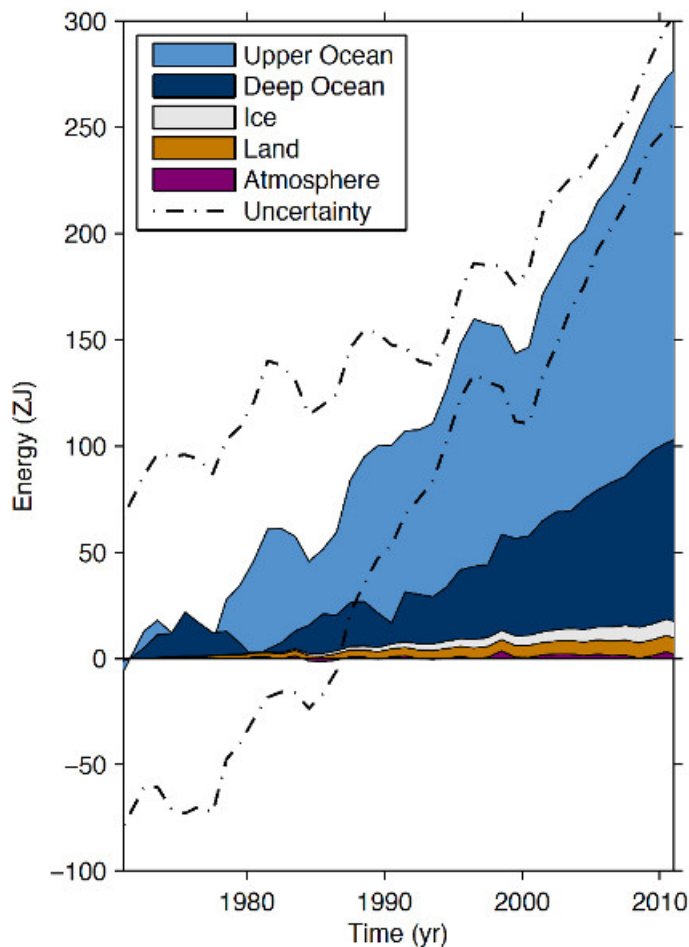 300
250
200
150
100
50
0
−50
−100
Energy (ZJ)
Upper Ocean
Deep Ocean
Ice
Land
Atmosphere
Uncertainty
1980
1990
2000
2010
Time (yr)